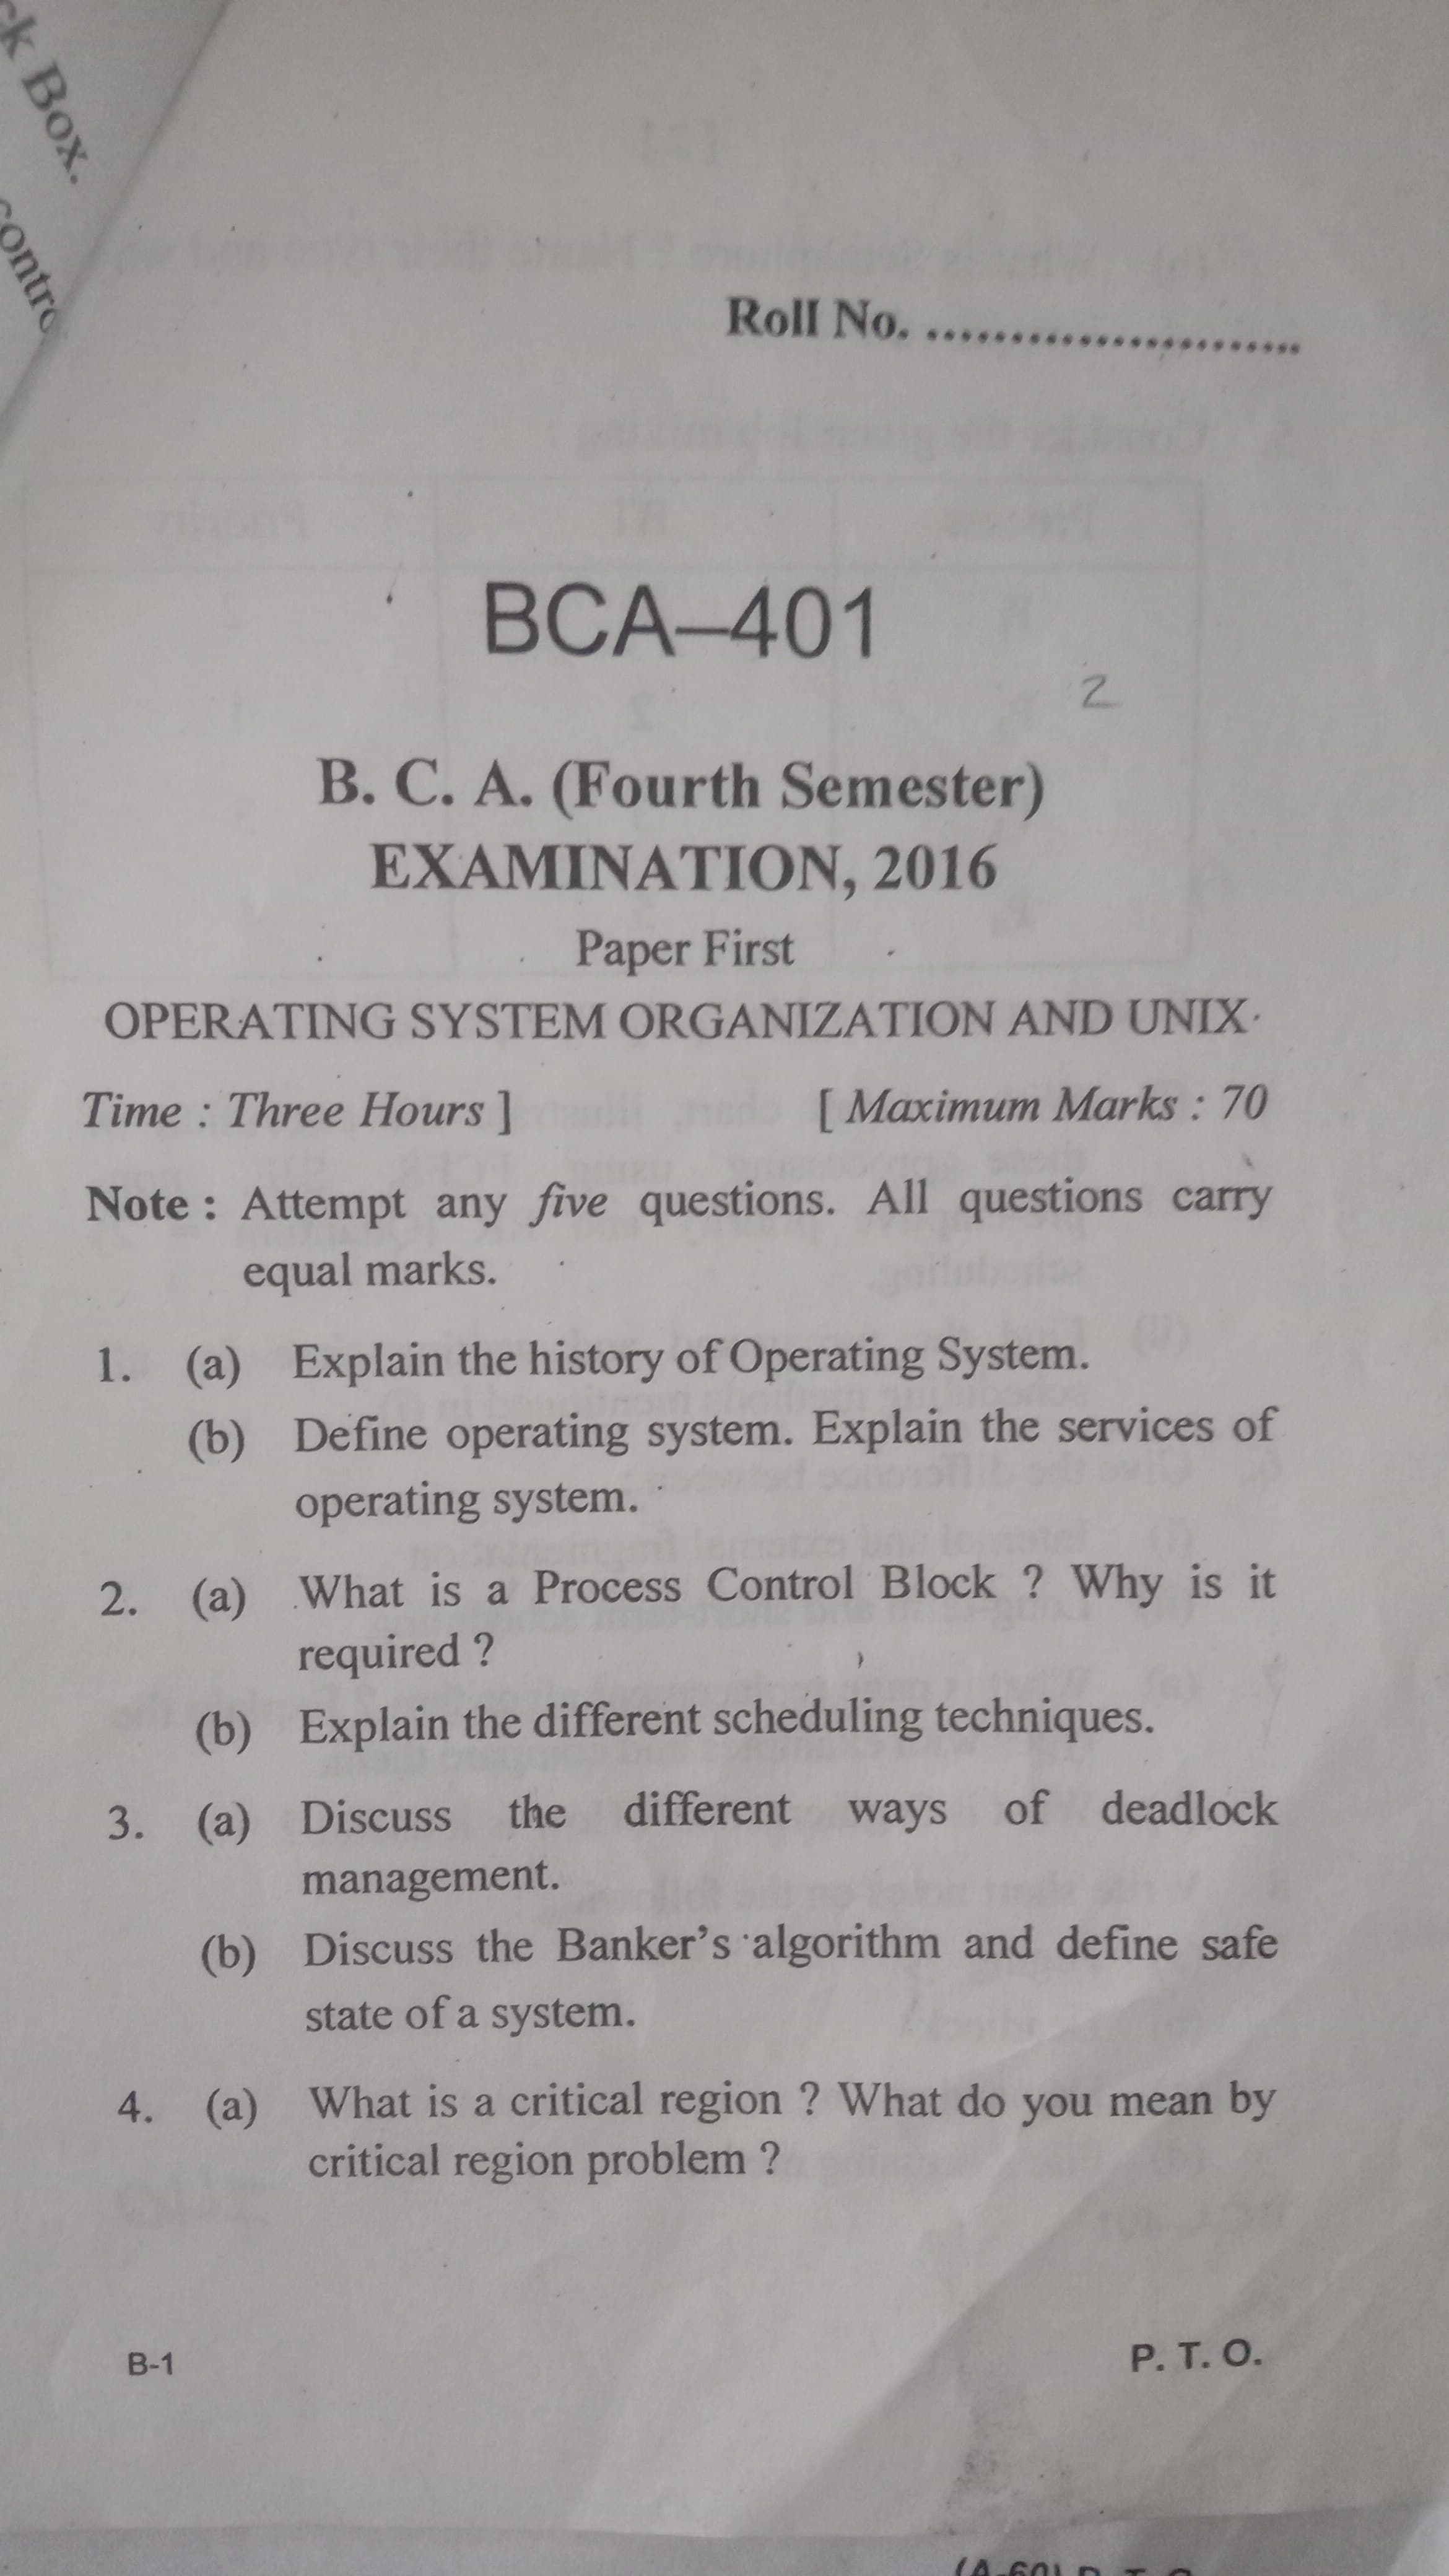 ck Box.
contro
Roll No. ..........................
BCA–401
2
B. C. A. (Fourth Semester)
EXAMINATION, 2016
Paper First
OPERATING SYSTEM ORGANIZATION AND UNIX
Time : Three Hours ] [ Maximum Marks : 70
Note : Attempt any five questions. All questions carry
equal marks.
1. (a) Explain the history of Operating System.
(b) Define operating system. Explain the services of
operating system.
2. (a) What is a Process Control Block ? Why is it
required ?
(b) Explain the different scheduling techniques.
3. (a) Discuss the different ways of deadlock
management.
(b) Discuss the Banker's algorithm and define safe
state of a system.
4. (a) What is a critical region ? What do you mean by
critical region problem ?
B-1 P. T. O.
(A-60)